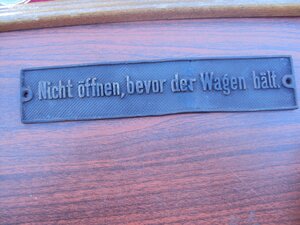 Nicht öffnen, bevor der Wagen hält.